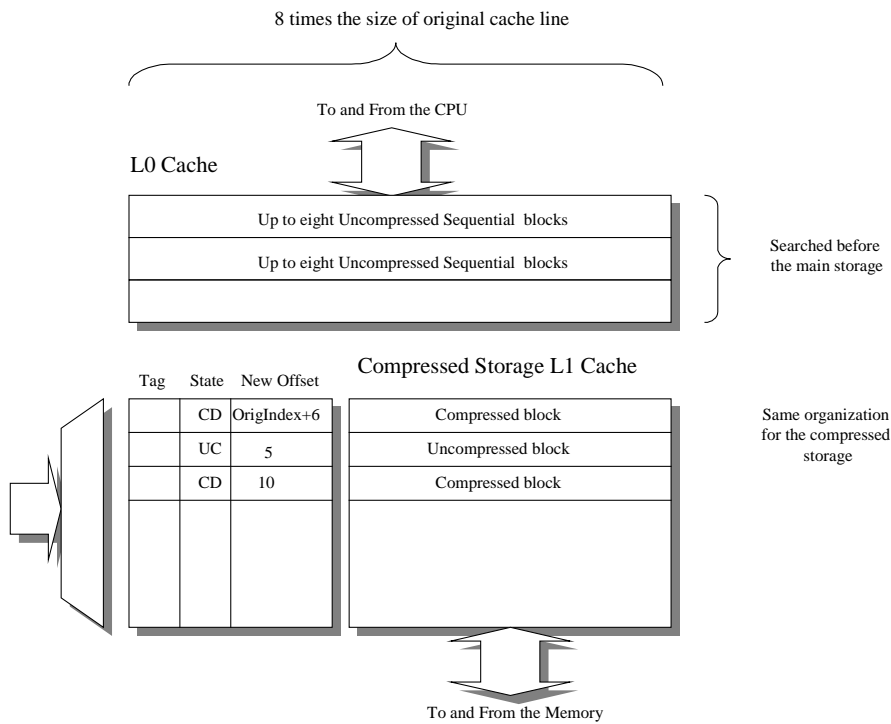 8 times the size of original cache line
To and From the CPU
L0 Cache
Up to eight Uncompressed Sequential blocks
Up to eight Uncompressed Sequential blocks
Searched before
the main storage
Compressed Storage L1 Cache
Tag State New Offset
CD OrigIndex+6 Compressed block
UC 5 Uncompressed block
CD 10 Compressed block
Same organization
for the compressed
storage
To and From the Memory